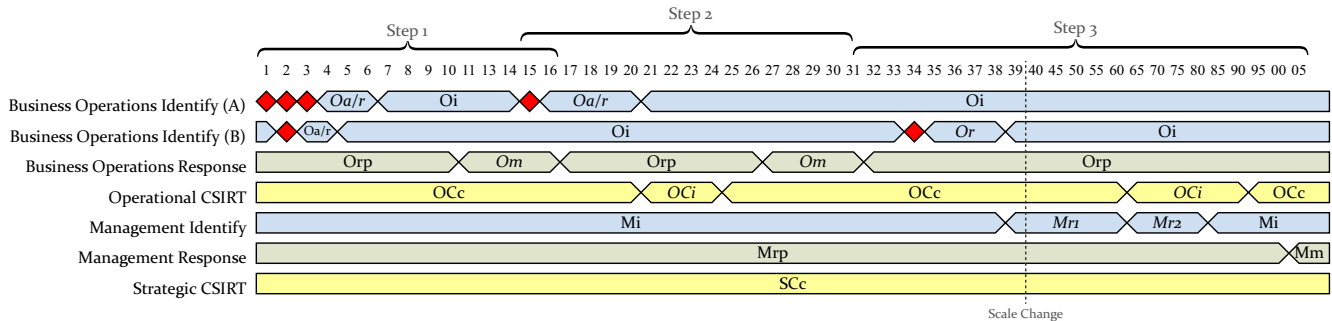 Step 1
Step 2
Step 3
1 2 3 4 5 6 7 8 9 10 11 13 14 15 16 17 18 19 20 21 22 23 24 25 26 27 28 29 30 31 32 33 34 35 36 37 38 39 40 45 50 55 60 65 70 75 80 85 90 95 00 05
Business Operations Identify (A) Oa/r Oi Oa/r Oi
Business Operations Identify (B) Oa/r Oi Or Oi
Business Operations Response Orp Om Orp Om Orp
Operational CSIRT OCc OCi OCc OCi OCc
Management Identify Mi Mr1 Mr2 Mi
Management Response Mrp Mm
Strategic CSIRT SCc
Scale Change